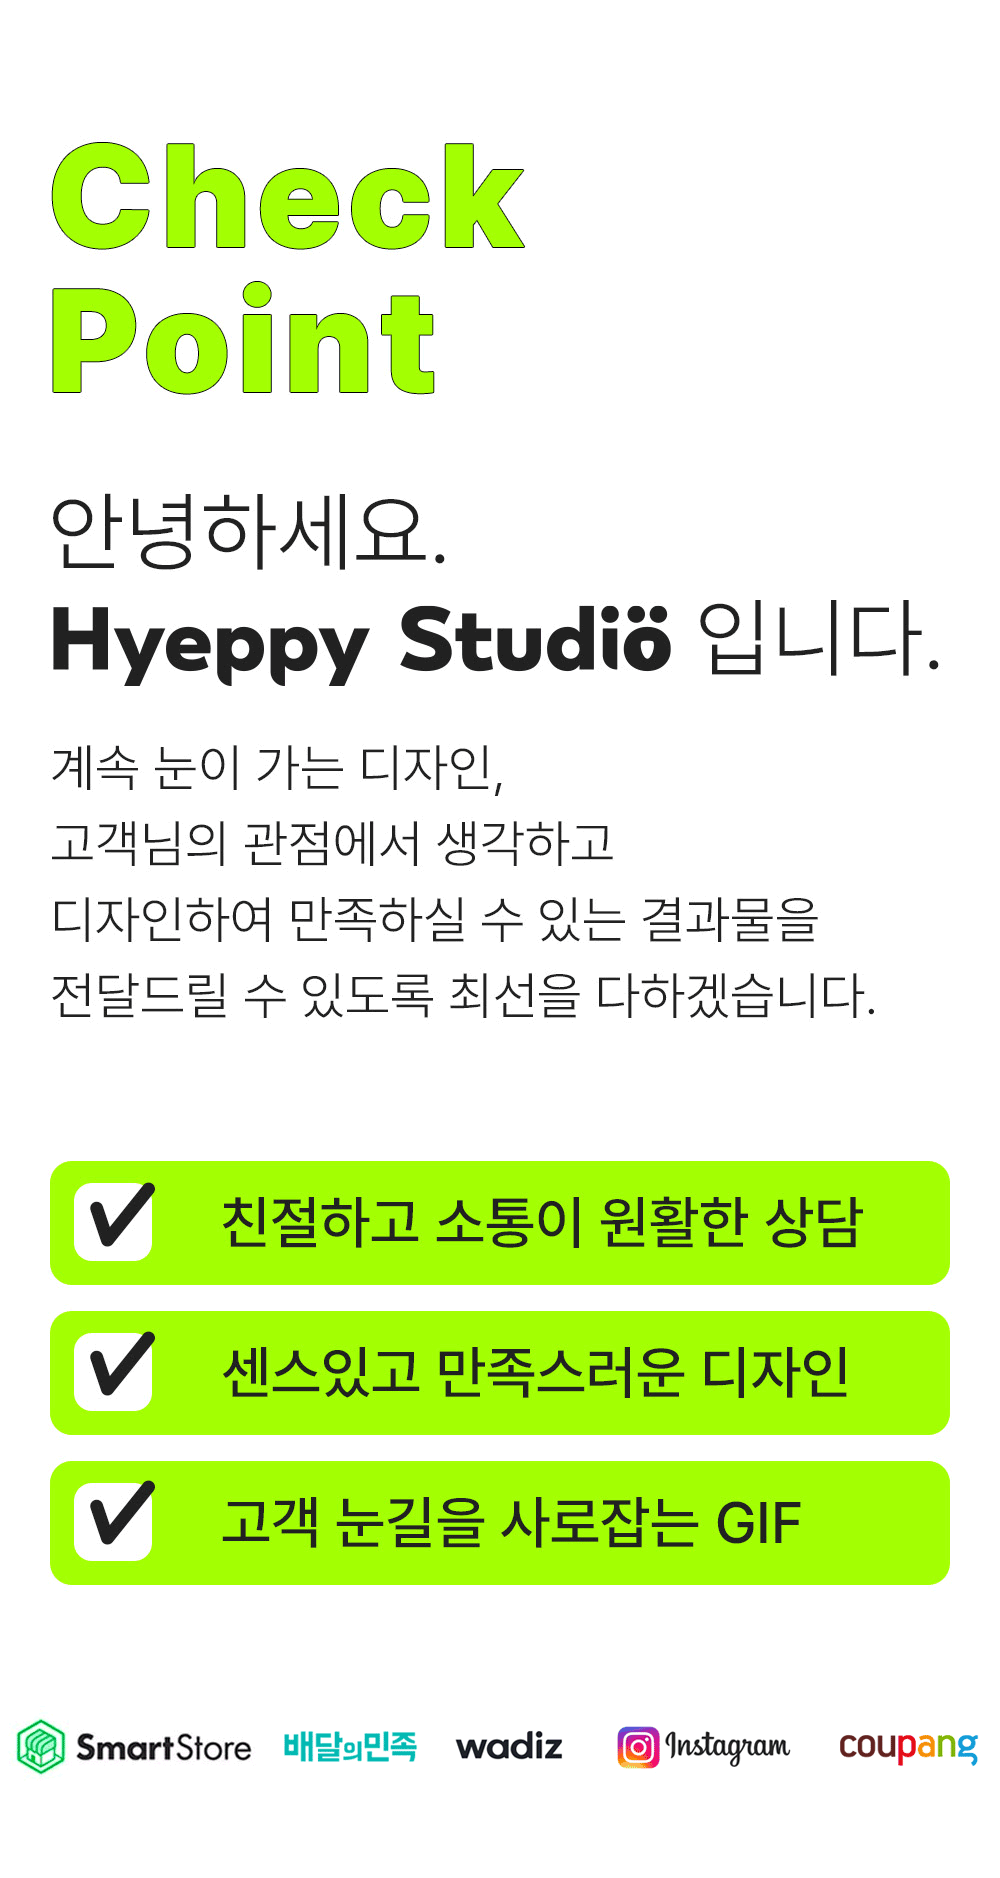 Check
Point
안녕하세요.
Hyeppy Studiö 입니다.
계속 눈이 가는 디자인,
고객님의 관점에서 생각하고
디자인하여 만족하실 수 있는 결과물을
전달드릴 수 있도록 최선을 다하겠습니다.
친절하고 소통이 원활한 상담
센스있고 만족스러운 디자인
고객 눈길을 사로잡는 GIF
SmartStore 배달의민족 wadiz Instagram coupang